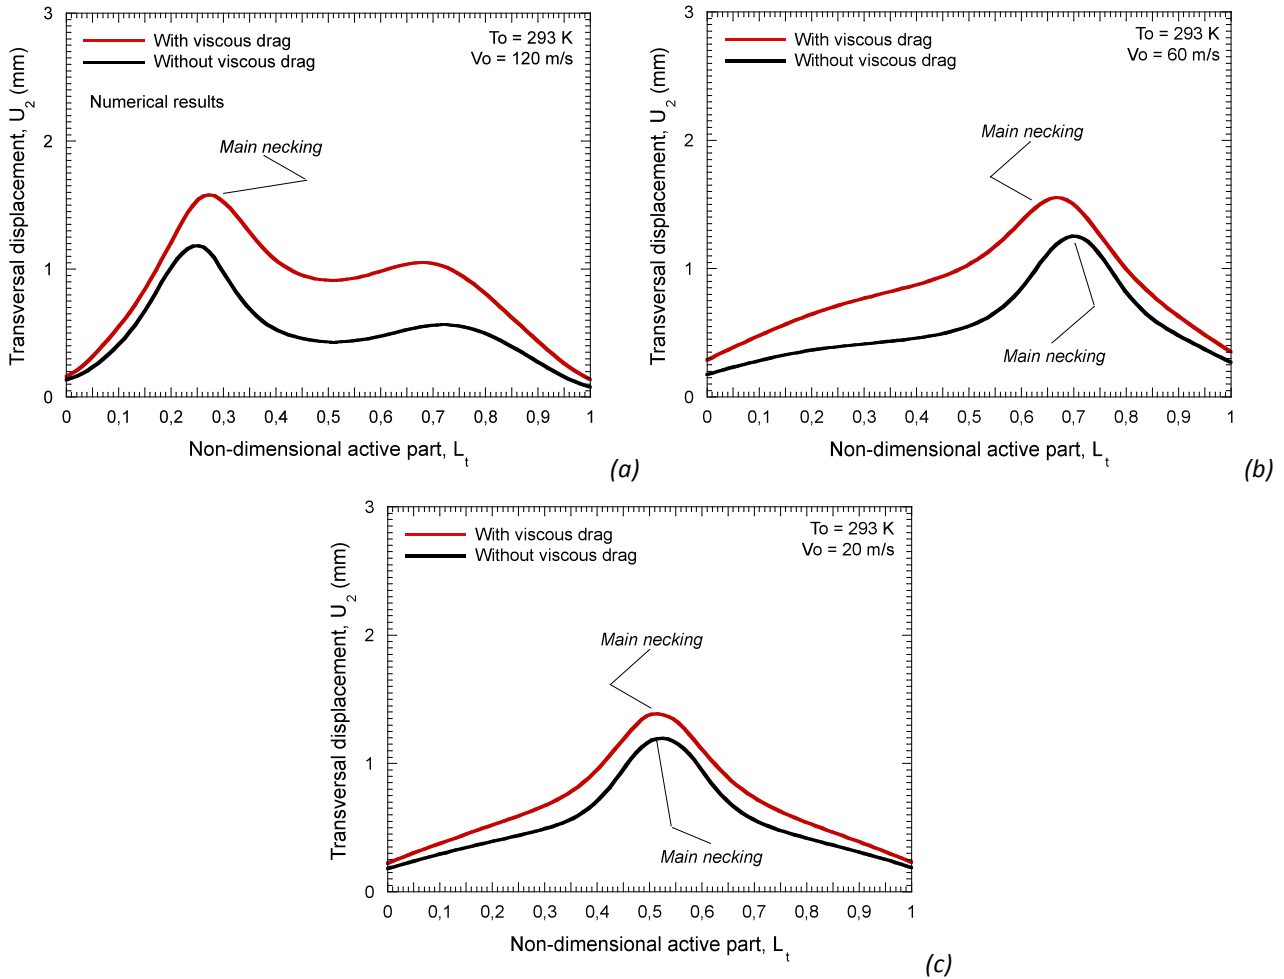 With viscous drag
Without viscous drag
To = 293 K
Vo = 120 m/s
Numerical results
Main necking
3
2
1
0
Transversal displacement, U₂ (mm)
0 0,1 0,2 0,3 0,4 0,5 0,6 0,7 0,8 0,9 1
Non-dimensional active part, Lₜ
(a)
With viscous drag
Without viscous drag
To = 293 K
Vo = 60 m/s
Main necking
Main necking
3
2
1
0
Transversal displacement, U₂ (mm)
0 0,1 0,2 0,3 0,4 0,5 0,6 0,7 0,8 0,9 1
Non-dimensional active part, Lₜ
(b)
With viscous drag
Without viscous drag
To = 293 K
Vo = 20 m/s
Main necking
Main necking
3
2
1
0
Transversal displacement, U₂ (mm)
0 0,1 0,2 0,3 0,4 0,5 0,6 0,7 0,8 0,9 1
Non-dimensional active part, Lₜ
(c)